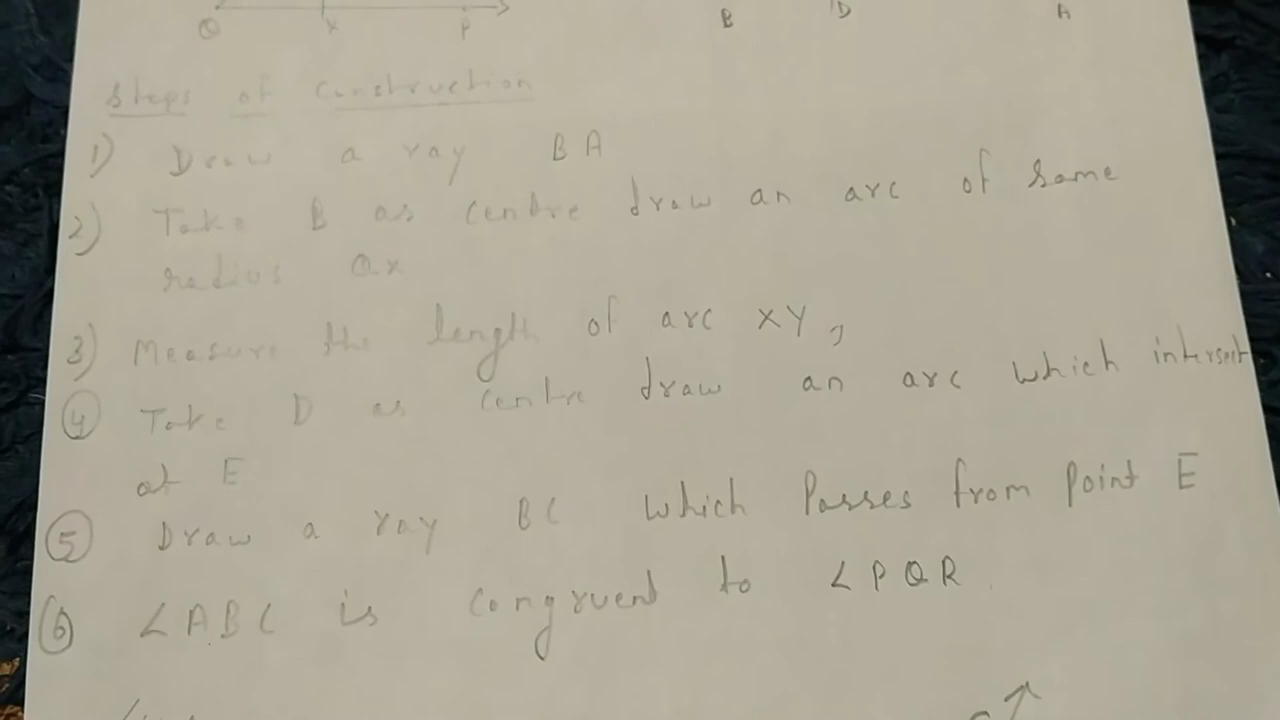 Q X P B D A
Steps of Construction
1) Draw a ray BA
2) Take B as centre draw an arc of same
radius QX
3) Measure the length of arc XY,
4 Take D as centre draw an arc which intersect
at E
5 Draw a ray BC which Passes from Point E
6 ∠ABC is congruent to ∠PQR